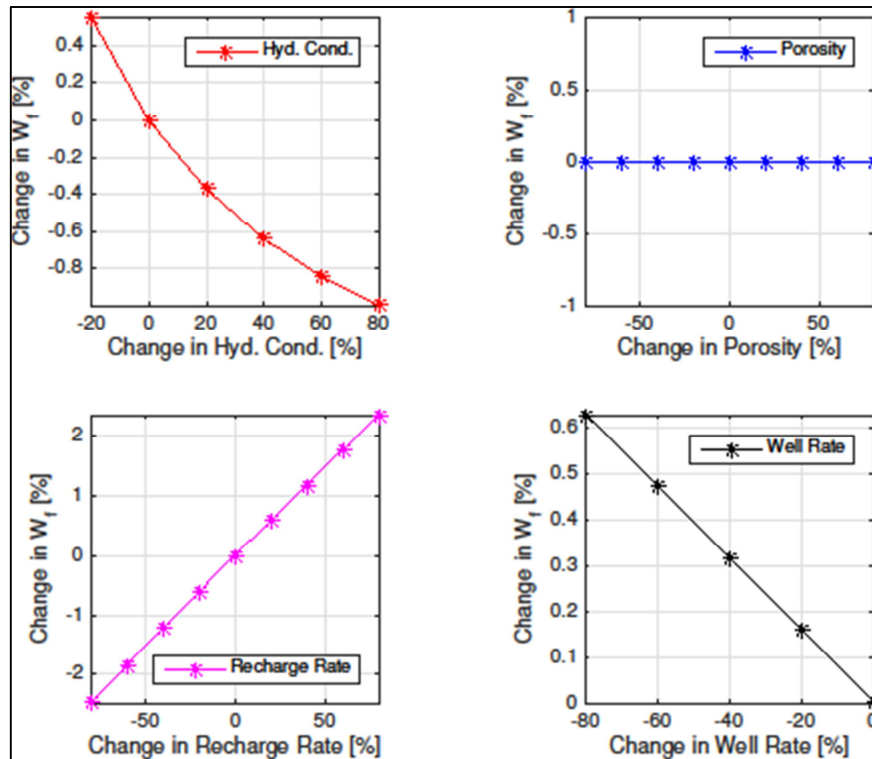 Hyd. Cond.
Change in W_f [%]
0.4
0.2
0
-0.2
-0.4
-0.6
-0.8
-20 0 20 40 60 80
Change in Hyd. Cond. [%]
Porosity
Change in W_f [%]
1
0.5
0
-0.5
-1
-50 0 50
Change in Porosity [%]
Recharge Rate
Change in W_f [%]
2
1
0
-1
-2
-50 0 50
Change in Recharge Rate [%]
Well Rate
Change in W_f [%]
0.6
0.5
0.4
0.3
0.2
0.1
0
-80 -60 -40 -20 0
Change in Well Rate [%]